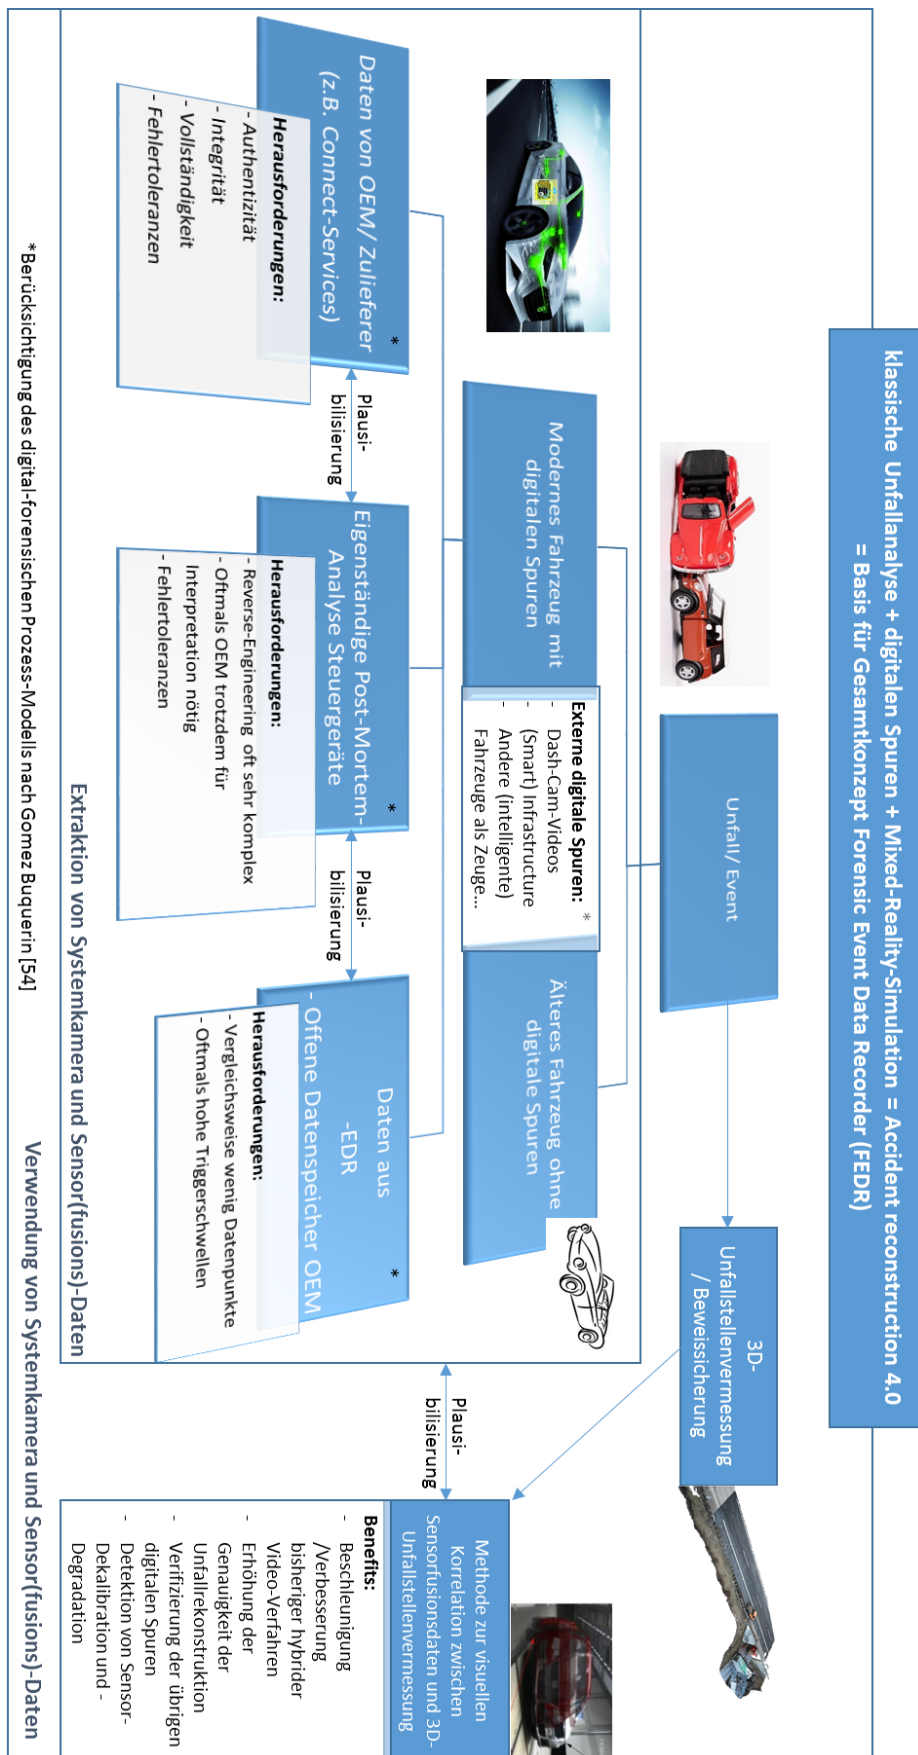 klassische Unfallanalyse + digitalen Spuren + Mixed-Reality-Simulation = Accident reconstruction 4.0
= Basis für Gesamtkonzept Forensic Event Data Recorder (FEDR)
Unfall/ Event
3D-
Unfallstellenvermessung
/ Beweissicherung
Modernes Fahrzeug mit
digitalen Spuren
Externe digitale Spuren: *
- Dash-Cam-Videos
- (Smart) Infrastructure
- Andere (intelligente)
Fahrzeuge als Zeuge...
Älteres Fahrzeug ohne
digitale Spuren
Daten von OEM/ Zulieferer *
(z.B. Connect-Services)
Herausforderungen:
- Authentizität
- Integrität
- Vollständigkeit
- Fehlertoleranzen
Plausi-
bilisierung
Eigenständige Post-Mortem- *
Analyse Steuergeräte
Herausforderungen:
- Reverse-Engineering oft sehr komplex
- Oftmals OEM trotzdem für
Interpretation nötig
- Fehlertoleranzen
Plausi-
bilisierung
Daten aus *
-EDR
- Offene Datenspeicher OEM
Herausforderungen:
- Vergleichsweise wenig Datenpunkte
- Oftmals hohe Triggerschwellen
Plausi-
bilisierung
Methode zur visuellen
Korrelation zwischen
Sensorfusionsdaten und 3D-
Unfallstellenvermessung
Benefits:
- Beschleunigung
/Verbesserung
bisheriger hybrider
Video-Verfahren
- Erhöhung der
Genauigkeit der
Unfallrekonstruktion
- Verifizierung der übrigen
digitalen Spuren
- Detektion von Sensor-
Dekalibration und -
Degradation
Extraktion von Systemkamera und Sensor(fusions)-Daten
Verwendung von Systemkamera und Sensor(fusions)-Daten
*Berücksichtigung des digital-forensischen Prozess-Modells nach Gomez Buquerin [54]